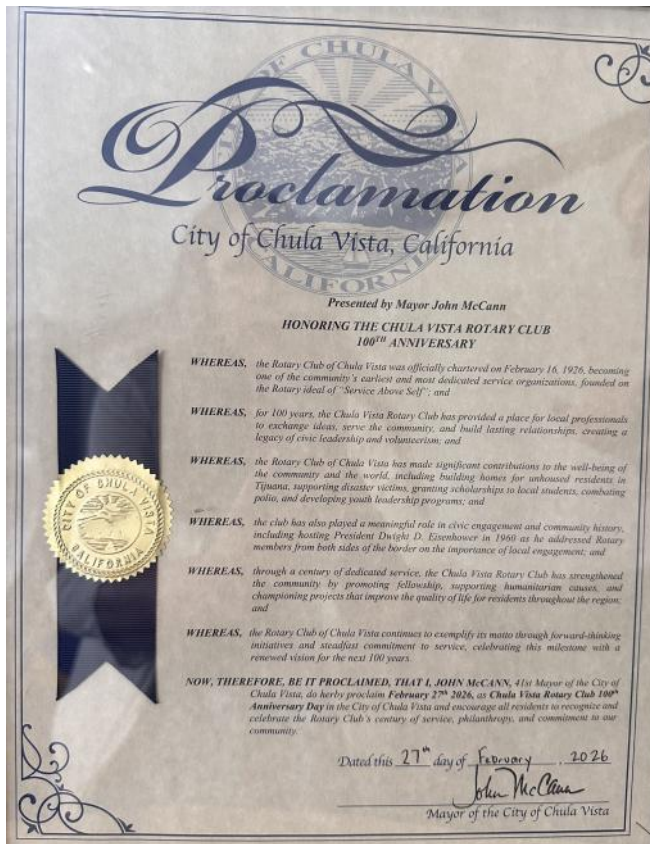 CITY OF CHULA VISTA
CALIFORNIA
Proclamation
City of Chula Vista, California
Presented by Mayor John McCann
HONORING THE CHULA VISTA ROTARY CLUB
100TH ANNIVERSARY
WHEREAS, the Rotary Club of Chula Vista was officially chartered on February 16, 1926, becoming
one of the community's earliest and most dedicated service organizations, founded on
the Rotary ideal of "Service Above Self"; and
WHEREAS, for 100 years, the Chula Vista Rotary Club has provided a place for local professionals
to exchange ideas, serve the community, and build lasting relationships, creating a
legacy of civic leadership and volunteerism; and
WHEREAS, the Rotary Club of Chula Vista has made significant contributions to the well-being of
the community and the world, including building homes for unhoused residents in
Tijuana, supporting disaster victims, granting scholarships to local students, combating
polio, and developing youth leadership programs; and
WHEREAS, the club has also played a meaningful role in civic engagement and community history,
including hosting President Dwight D. Eisenhower in 1960 as he addressed Rotary
members from both sides of the border on the importance of local engagement; and
WHEREAS, through a century of dedicated service, the Chula Vista Rotary Club has strengthened
the community by promoting fellowship, supporting humanitarian causes, and
championing projects that improve the quality of life for residents throughout the region;
and
WHEREAS, the Rotary Club of Chula Vista continues to exemplify its motto through forward-thinking
initiatives and steadfast commitment to service, celebrating this milestone with a
renewed vision for the next 100 years.
NOW, THEREFORE, BE IT PROCLAIMED, THAT I, JOHN McCANN, 41st Mayor of the City of
Chula Vista, do herby proclaim February 27th 2026, as Chula Vista Rotary Club 100th
Anniversary Day in the City of Chula Vista and encourage all residents to recognize and
celebrate the Rotary Club's century of service, philanthropy, and commitment to our
community.
CITY OF CHULA VISTA
CALIFORNIA
Dated this 27th day of February, 2026
John McCann
Mayor of the City of Chula Vista